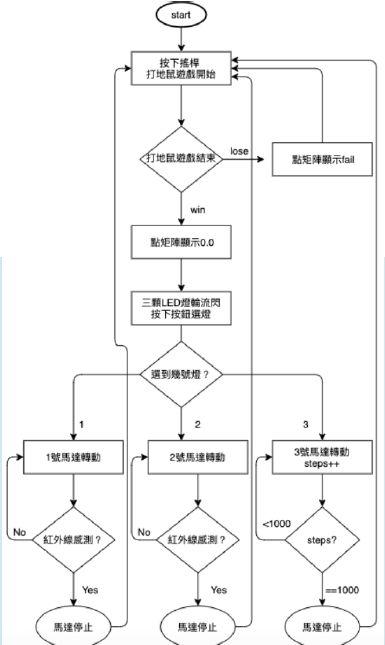 start
按下搖桿
打地鼠遊戲開始
打地鼠遊戲結束
lose
點矩陣顯示fail
win
點矩陣顯示0.0
三顆LED燈輪流閃
按下按鈕選燈
選到幾號燈？
1
2
3
1號馬達轉動
2號馬達轉動
3號馬達轉動
steps++
No
紅外線感測？
No
紅外線感測？
<1000
steps?
Yes
Yes
==1000
馬達停止
馬達停止
馬達停止